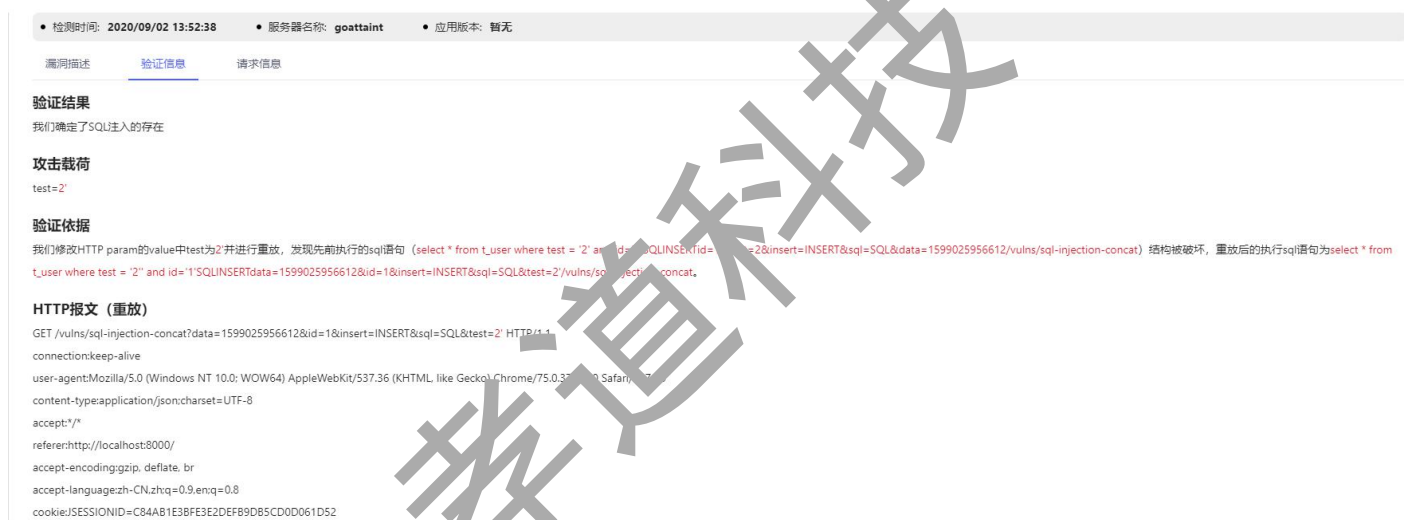 • 检测时间: 2020/09/02 13:52:38 • 服务器名称: goattaint • 应用版本: 暂无
漏洞描述 验证信息 请求信息
验证结果
我们确定了SQL注入的存在
攻击载荷
test=2'
验证依据
我们修改HTTP param的value中test为2'并进行重放，发现先前执行的sql语句（select * from t_user where test = '2' =2&insert=INSERT&sql=SQL&data=1599025956612/vulns/sql-injection-concat）结构被破坏，重放后的执行sql语句为select * from
t_user where test = '2'' and id='1'SQLINSERTdata=1599025956612&id=1&insert=INSERT&sql=SQL&test=2'/vulns/
HTTP报文（重放）
GET /vulns/sql-injection-concat?data=1599025956612&id=1&insert=INSERT&sql=SQL&test=2' HTTP/1.1
connection:keep-alive
user-agent:Mozilla/5.0 (Windows NT 10.0; WOW64) AppleWebKit/537.36 (KHTML, like Gecko) Safari/
content-type:application/json;charset=UTF-8
accept:*/*
referer:http://localhost:8000/
accept-encoding:gzip, deflate, br
accept-language:zh-CN,zh;q=0.9,en;q=0.8
cookie:JSESSIONID=C84AB1E3BFE3E2DEFB9DB5CD0D061D52
孝道科技